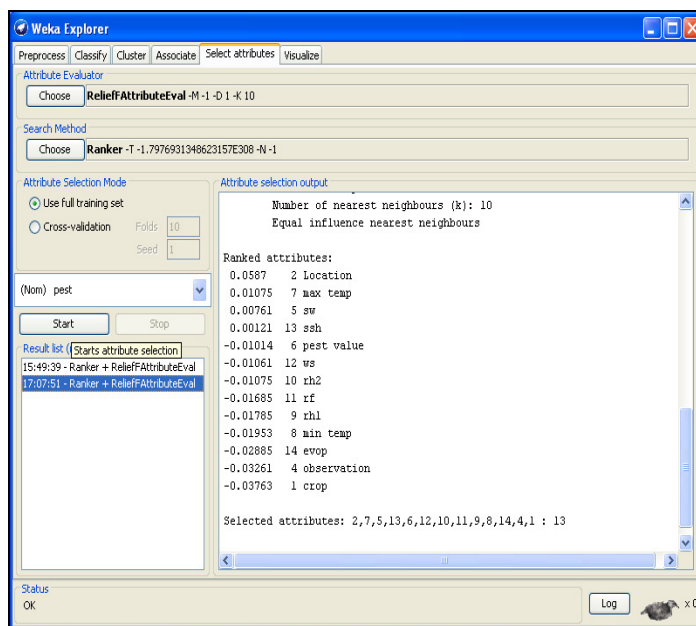 Weka Explorer
Preprocess Classify Cluster Associate Select attributes Visualize
Attribute Evaluator
Choose ReliefFAttributeEval -M -1 -D 1 -K 10
Search Method
Choose Ranker -T -1.7976931348623157E308 -N -1
Attribute Selection Mode
Use full training set
Cross-validation Folds 10
Seed 1
(Nom) pest
Start Stop
Result list (
Starts attribute selection
15:49:39 - Ranker + ReliefFAttributeEval
17:07:51 - Ranker + ReliefFAttributeEval
Attribute selection output
Number of nearest neighbours (k): 10
Equal influence nearest neighbours
Ranked attributes:
0.0587 2 Location
0.01075 7 max temp
0.00761 5 sw
0.00121 13 ssh
-0.01014 6 pest value
-0.01061 12 ws
-0.01075 10 rh2
-0.01685 11 rf
-0.01785 9 rh1
-0.01953 8 min temp
-0.02885 14 evop
-0.03261 4 observation
-0.03763 1 crop
Selected attributes: 2,7,5,13,6,12,10,11,9,8,14,4,1 : 13
Status
OK
Log